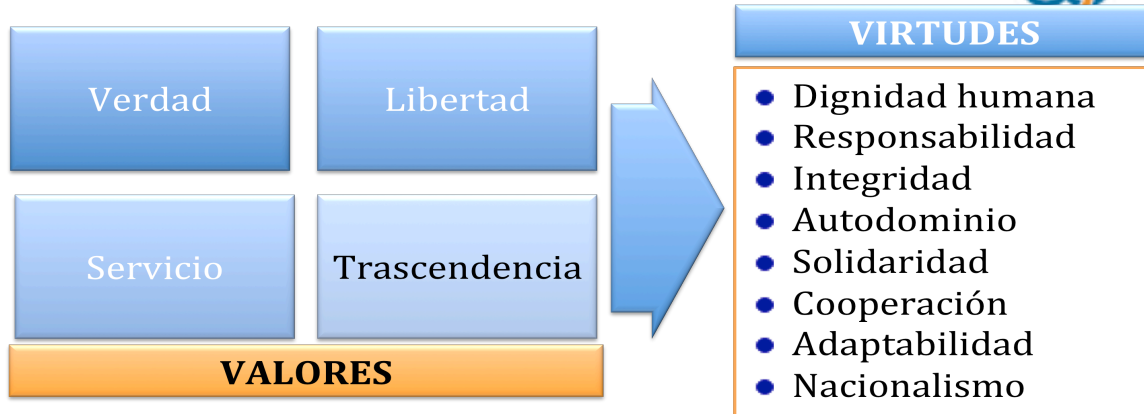 Verdad
Libertad
Servicio
Trascendencia
VALORES
VIRTUDES
Dignidad humana
Responsabilidad
Integridad
Autodominio
Solidaridad
Cooperación
Adaptabilidad
Nacionalismo